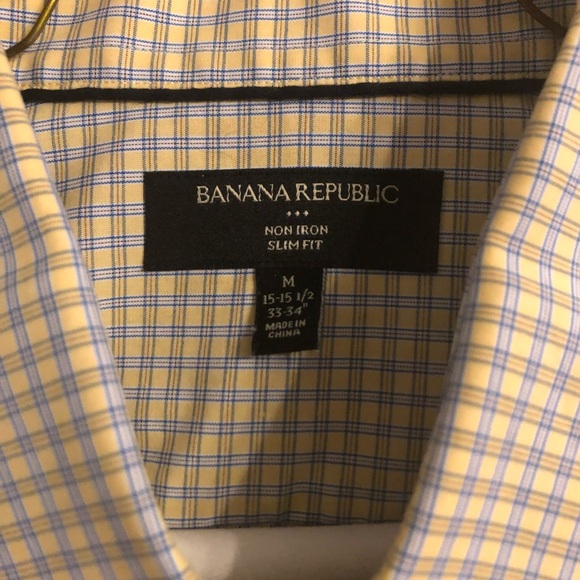 BANANA REPUBLIC
NON IRON
SLIM FIT
M
15-15 1/2
33-34"
MADE IN
CHINA